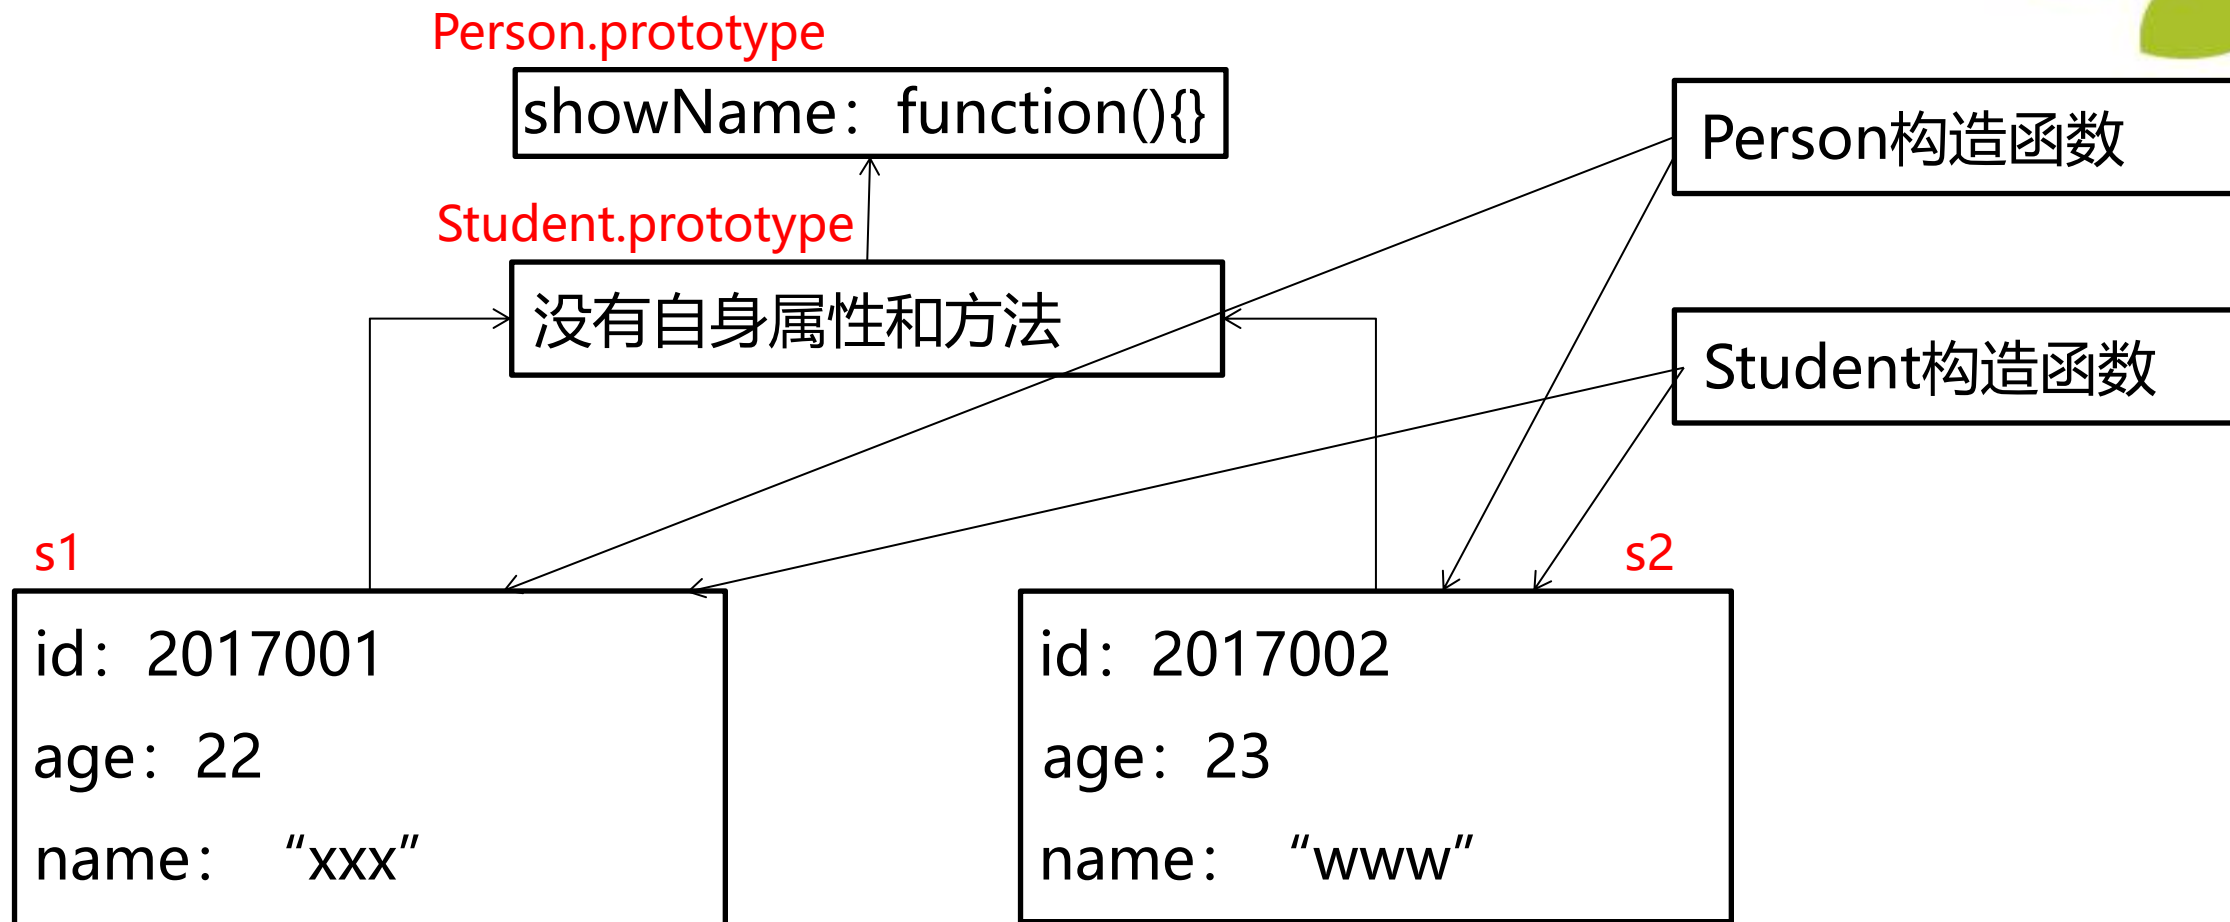 Person.prototype
showName：function(){}
Person构造函数
Student.prototype
没有自身属性和方法
Student构造函数
s1
s2
id：2017001
age：22
name： “xxx”
id：2017002
age：23
name： “www”